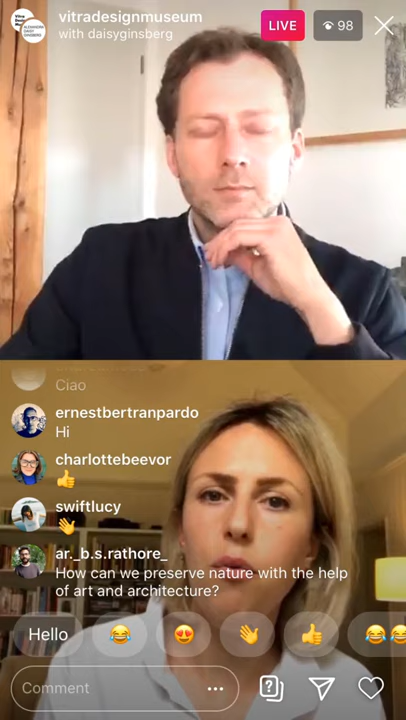 vitradesignmuseum
with daisyginsberg
LIVE
98
Ciao
ernestbertranpardo
Hi
charlottebeevor
swiftlucy
ar._b.s.rathore_
How can we preserve nature with the help
of art and architecture?
Hello
Comment